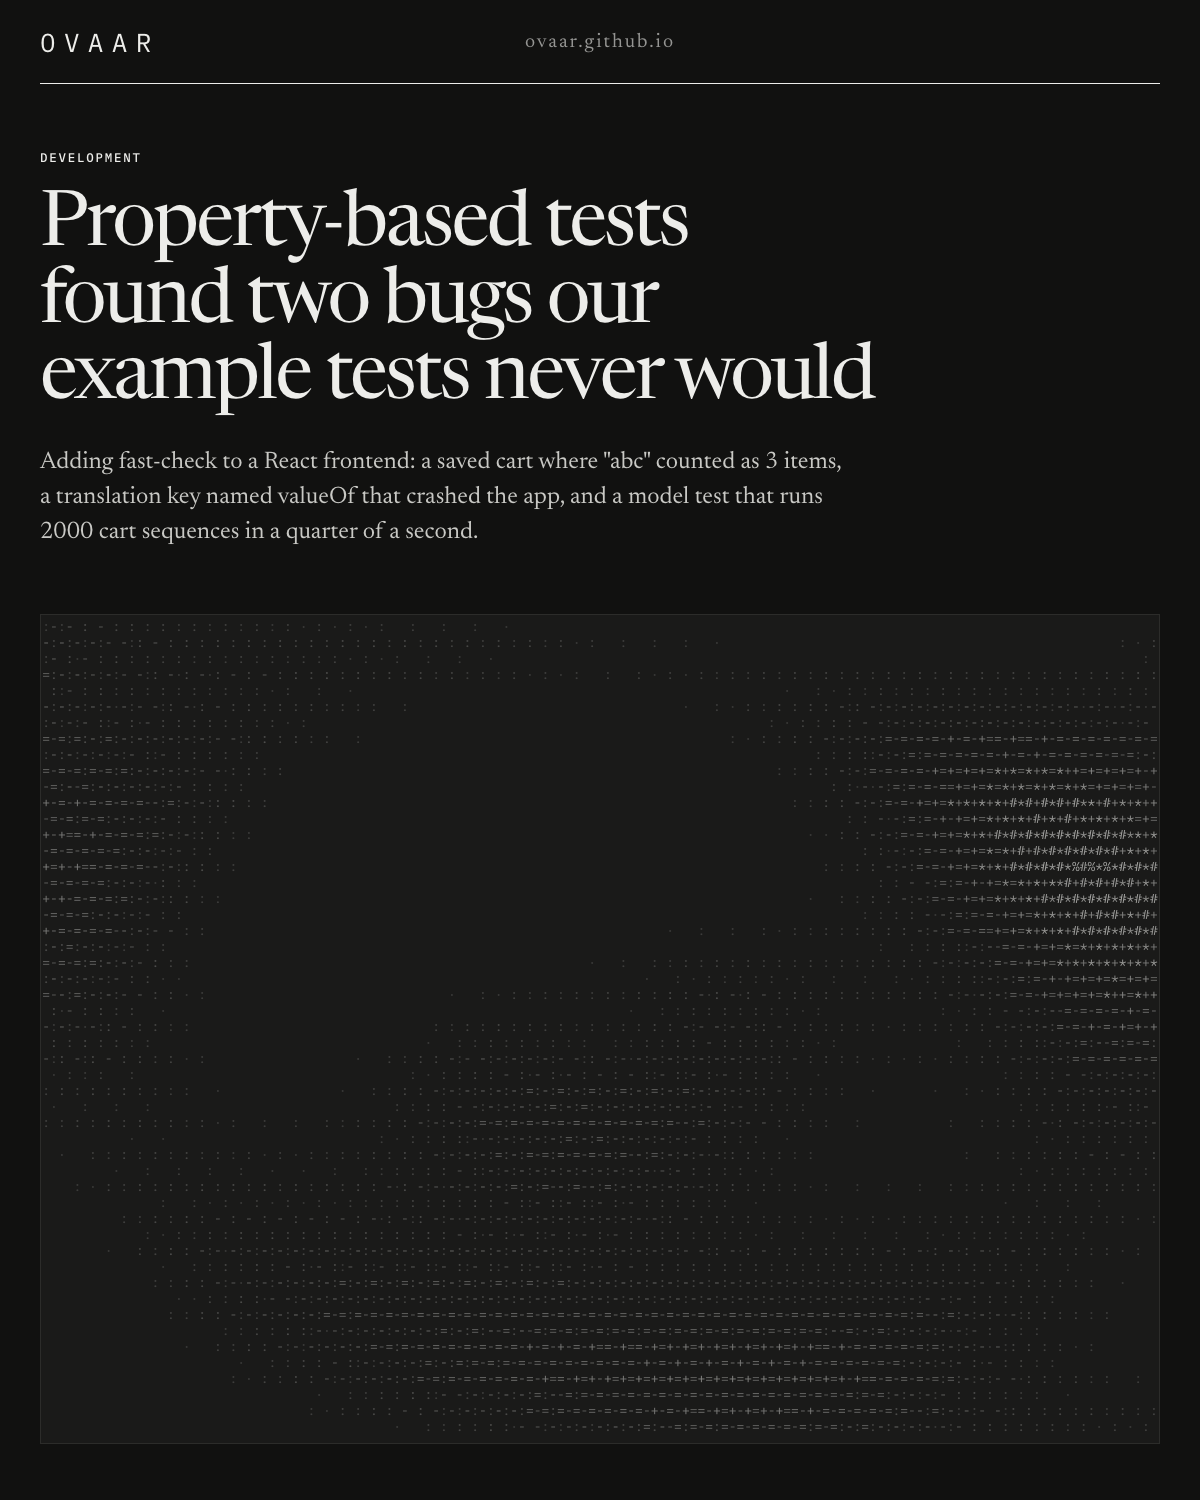 OVAAR
ovaar.github.io
DEVELOPMENT
Property-based tests
found two bugs our
example tests never would
Adding fast-check to a React frontend: a saved cart where "abc" counted as 3 items,
a translation key named valueOf that crashed the app, and a model test that runs
2000 cart sequences in a quarter of a second.